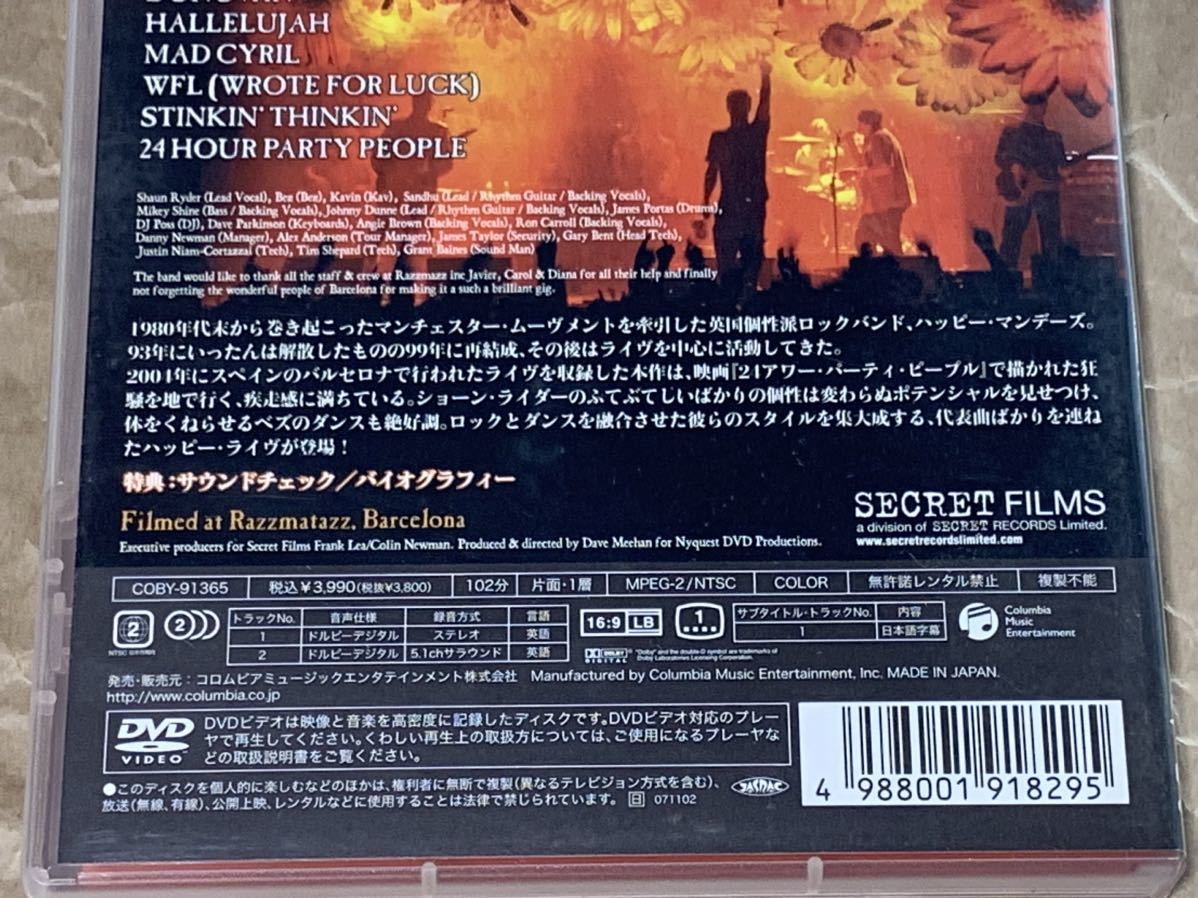 HALLELUJAH
MAD CYRIL
WFL (WROTE FOR LUCK)
STINKIN' THINKIN'
24 HOUR PARTY PEOPLE
Shaun Ryder (Lead Vocal), Bez (Bez), Kavin (Kav), Sandhu (Lead / Rhythm Guitar / Backing Vocals),
Mikey Shine (Bass / Backing Vocals), Johnny Dunne (Lead / Rhythm Guitar / Backing Vocals), James Portas (Drums),
DJ Poss (DJ), Dave Parkinson (Keyboards), Angie Brown (Backing Vocals), Ron Carroll (Backing Vocals),
Danny Newman (Manager), Alex Anderson (Tour Manager), James Taylor (Security), Gary Bent (Head Tech),
Justin Niam-Cortazzai (Tech), Tim Shepard (Tech), Grant Baines (Sound Man)
The band would like to thank all the staff & crew at Razzmazz inc Javier, Carol & Diana for all their help and finally
not forgetting the wonderful people of Barcelona for making it a such a brilliant gig.
1980年代末から巻き起こったマンチェスター・ムーヴメントを牽引した英国個性派ロックバンド、ハッピー・マンデーズ。
93年にいったんは解散したものの99年に再結成、その後はライヴを中心に活動してきた。
2004年にスペインのバルセロナで行われたライヴを収録した本作は、映画『24アワー・パーティ・ピープル』で描かれた狂
騒を地で行く、疾走感に満ちている。ショーン・ライダーのふてぶてしいばかりの個性は変わらぬポテンシャルを見せつけ、
体をくねらせるベズのダンスも絶好調。ロックとダンスを融合させた彼らのスタイルを集大成する、代表曲ばかりを連ね
たハッピー・ライヴが登場！
特典：サウンドチェック／バイオグラフィー
Filmed at Razzmatazz, Barcelona
Executive producers for Secret Films Frank Lea/Colin Newman. Produced & directed by Dave Meehan for Nyquest DVD Productions.
SECRET FILMS
a division of SECRET RECORDS Limited.
www.secretrecordslimited.com
COBY-91365 税込￥3,990(税抜￥3,800) 102分 片面・1層 MPEG-2/NTSC COLOR 無許諾レンタル禁止 複製不能
2 NTSC 日本市場向
2
トラックNo. 音声仕様 録音方式 言語
1 ドルビーデジタル ステレオ 英語
2 ドルビーデジタル 5.1chサラウンド 英語
16:9 LB
DOLBY DIGITAL
"Dolby" and the double-D symbol are trademarks of
Dolby Laboratories Licensing Corporation.
1
サブタイトル・トラックNo. 内容
1 日本語字幕
Columbia
Music
Entertainment
発売・販売元：コロムビアミュージックエンタテインメント株式会社 Manufactured by Columbia Music Entertainment, Inc. MADE IN JAPAN.
http://www.columbia.co.jp
DVD
VIDEO
DVDビデオは映像と音楽を高密度に記録したディスクです。DVDビデオ対応のプレー
ヤで再生してください。くわしい再生上の取扱方については、ご使用になるプレーヤな
どの取扱説明書をご覧ください。
●このディスクを個人的に楽しむなどのほかは、権利者に無断で複製(異なるテレビジョン方式を含む)、
放送(無線、有線)、公開上映、レンタルなどに使用することは法律で禁じられています。 日 071102
JASRAC
4 988001 918295